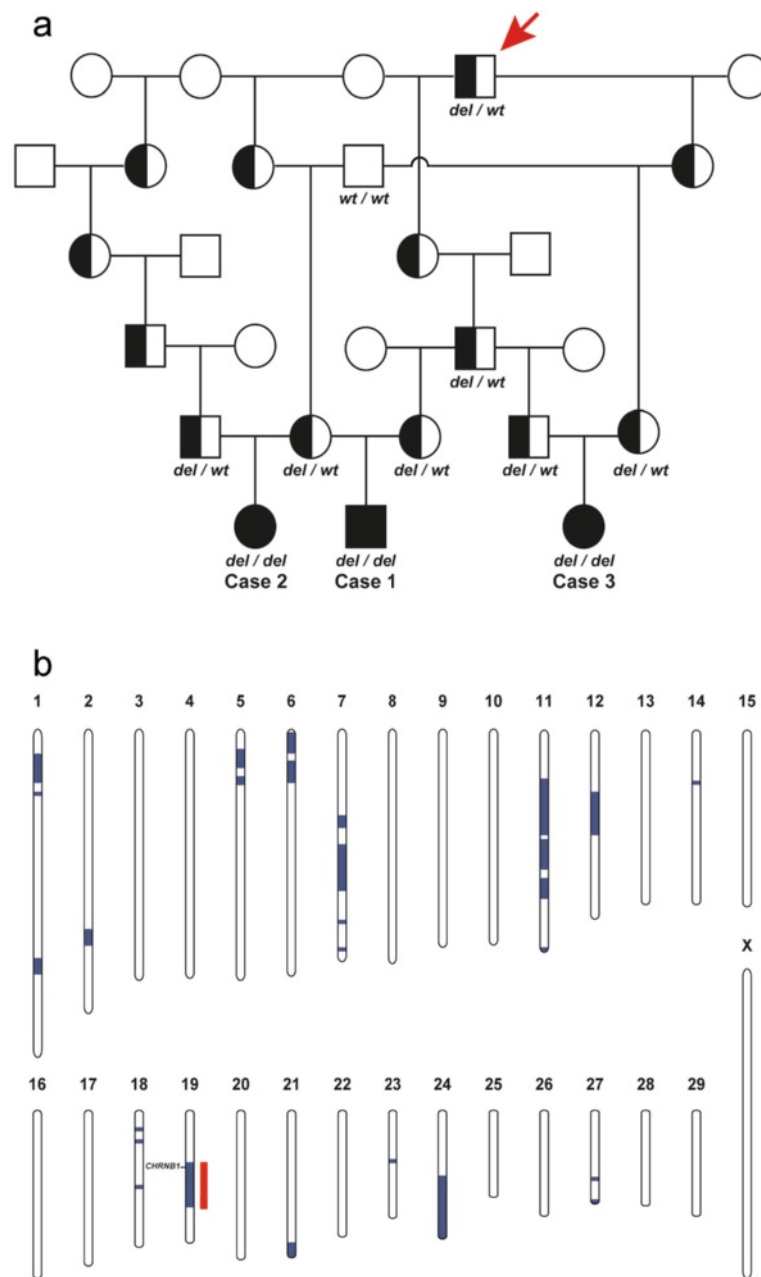 a
del / wt
wt / wt
del / wt
del / wt del / wt del / wt del / wt del / wt
del / del del / del del / del
Case 2 Case 1 Case 3
b
1 2 3 4 5 6 7 8 9 10 11 12 13 14 15
X
16 17 18 19 20 21 22 23 24 25 26 27 28 29
CHRNB1